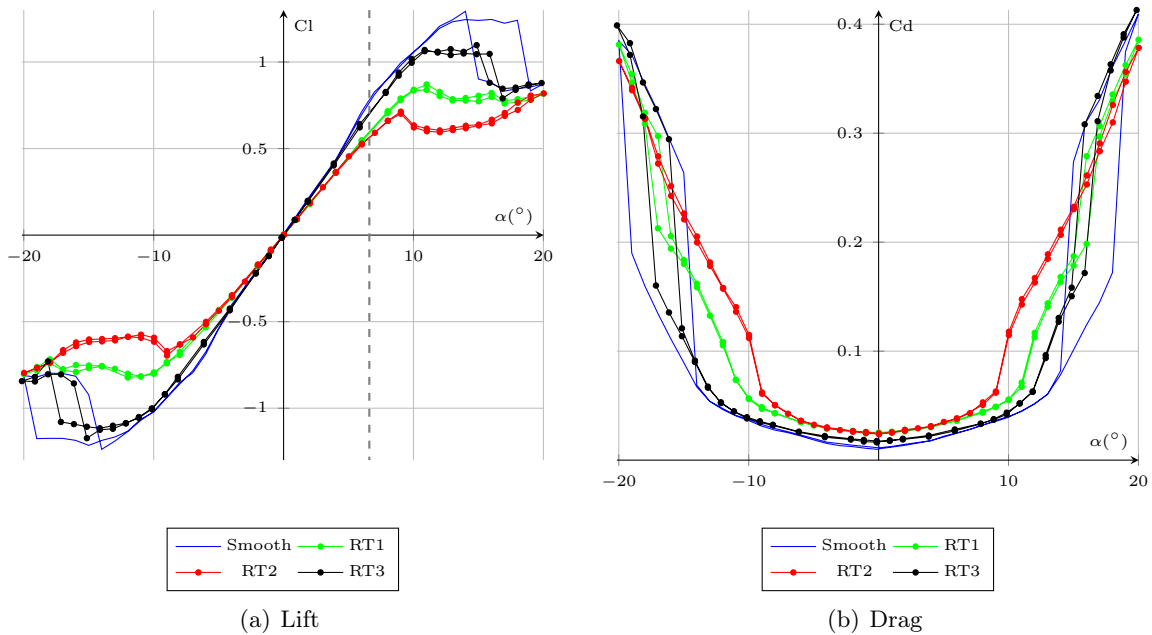 Cl
1
0.5
α(°)
−20
−10
10
20
−0.5
−1
Smooth
RT1
RT2
RT3
(a) Lift
0.4
Cd
0.3
0.2
0.1
α(°)
−20
−10
10
20
Smooth
RT1
RT2
RT3
(b) Drag